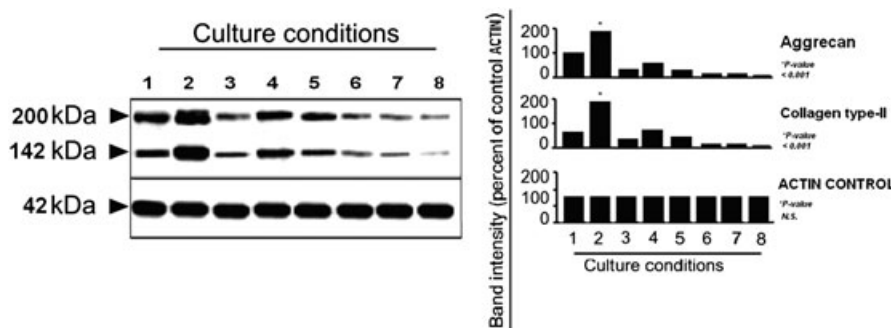 Culture conditions
1 2 3 4 5 6 7 8
200 kDa
142 kDa
42 kDa
Band intensity (percent of control ACTIN)
200
100
0
*
Aggrecan
*P-value
< 0.001
200
100
0
*
Collagen type-II
*P-value
< 0.001
200
100
0
ACTIN CONTROL
*P-value
N.S.
1 2 3 4 5 6 7 8
Culture conditions